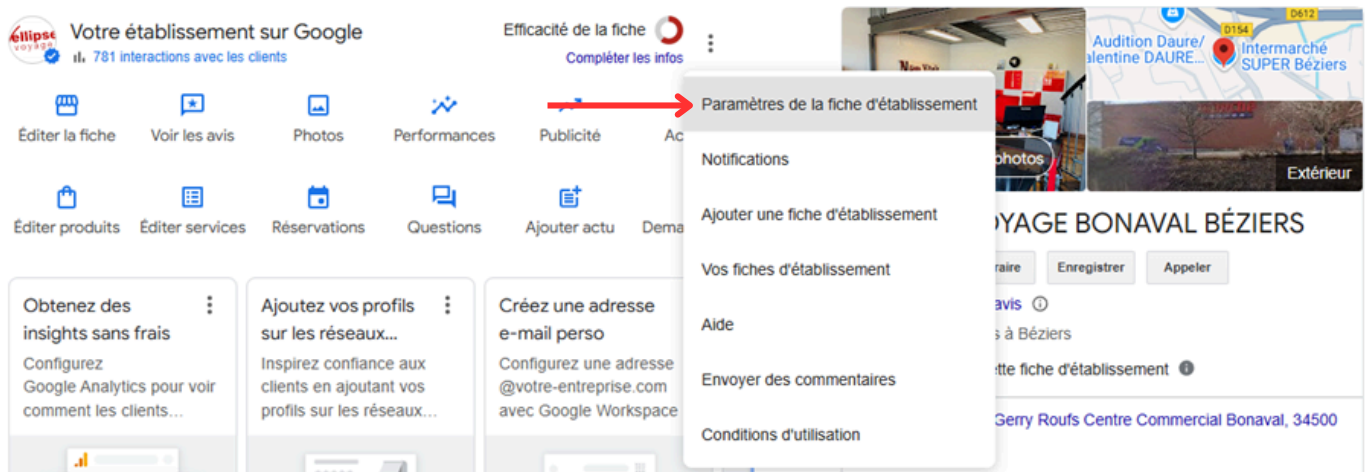 ellipse
voyage
Votre établissement sur Google
781 interactions avec les clients
Efficacité de la fiche
Compléter les infos
Éditer la fiche
Voir les avis
Photos
Performances
Publicité
Éditer produits
Éditer services
Réservations
Questions
Ajouter actu
Obtenez des
insights sans frais
Configurez
Google Analytics pour voir
comment les clients...
Ajoutez vos profils
sur les réseaux...
Inspirez confiance aux
clients en ajoutant vos
profils sur les réseaux...
Créez une adresse
e-mail perso
Configurez une adresse
@votre-entreprise.com
avec Google Workspace
Paramètres de la fiche d'établissement
Notifications
Ajouter une fiche d'établissement
Vos fiches d'établissement
Aide
Envoyer des commentaires
Conditions d'utilisation
photos
D612
D154
Audition Daure/
alentine DAURE...
Intermarché
SUPER Béziers
Extérieur
YAGE BONAVAL BÉZIERS
raire
Enregistrer
Appeler
avis
s à Béziers
ette fiche d'établissement
Gerry Roufs Centre Commercial Bonaval, 34500